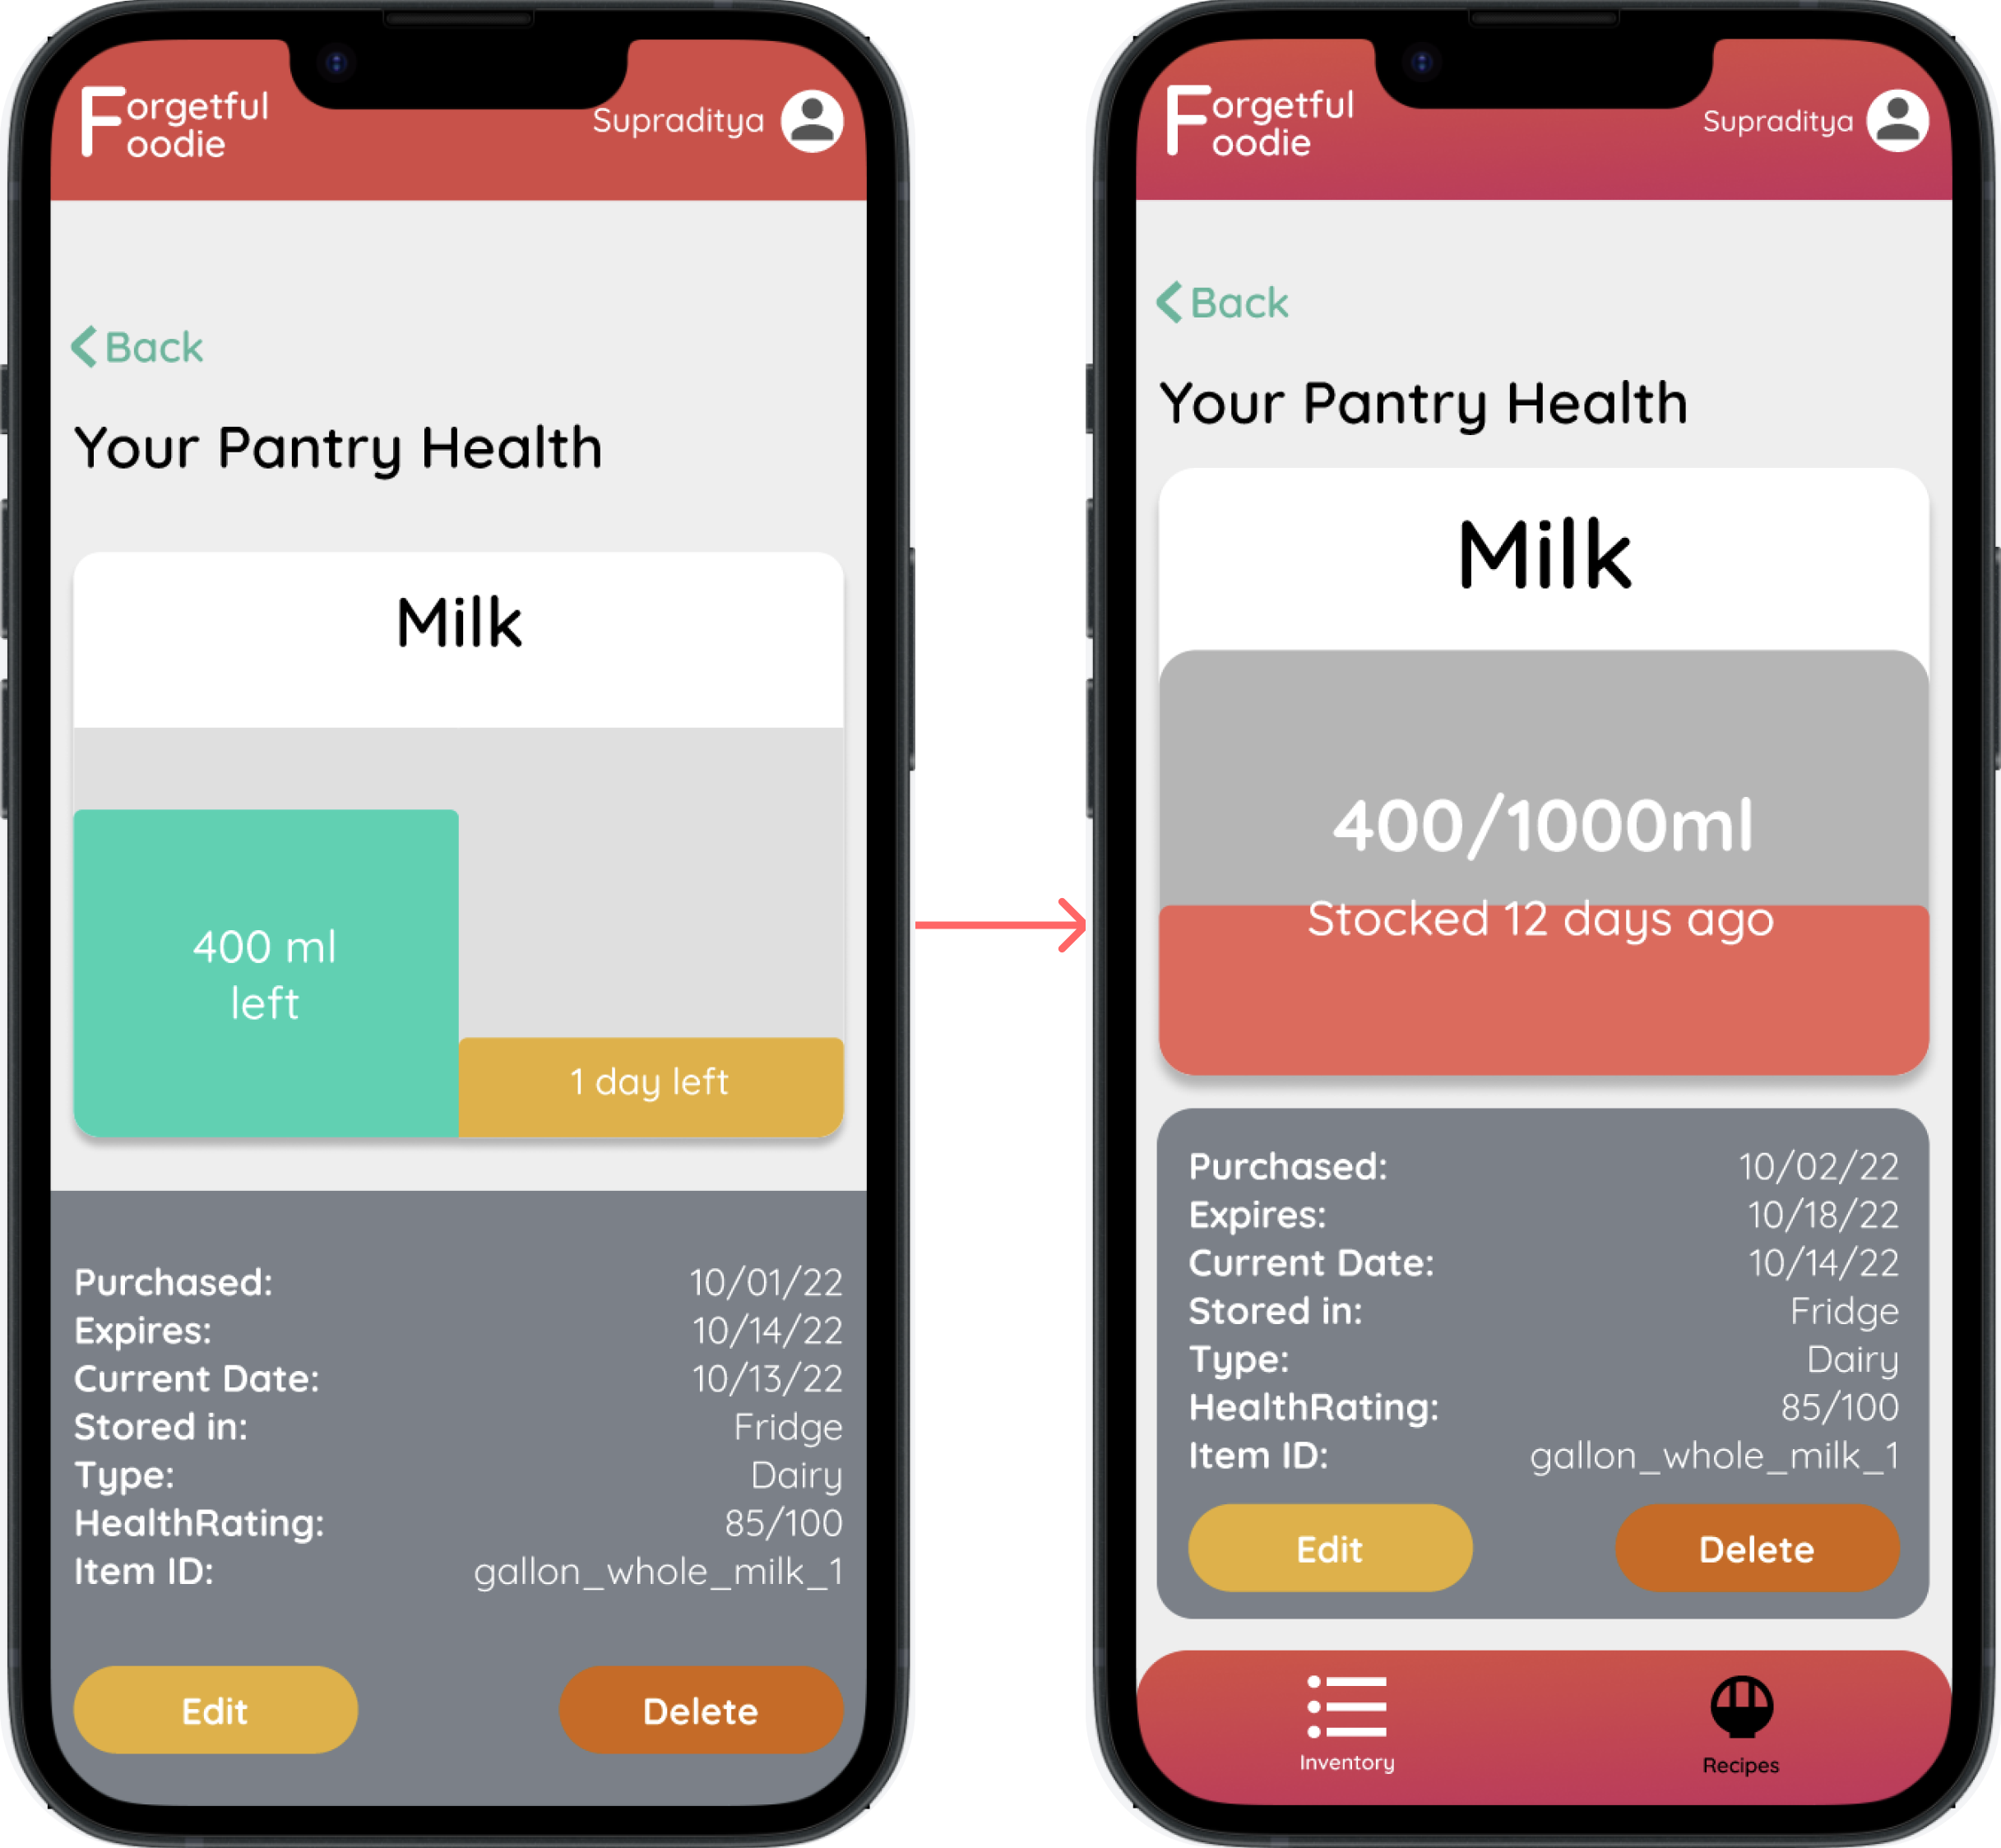 Forgetful
Foodie
Supraditya
Back
Your Pantry Health
Milk
400 ml
left
1 day left
Purchased: 10/01/22
Expires: 10/14/22
Current Date: 10/13/22
Stored in: Fridge
Type: Dairy
HealthRating: 85/100
Item ID: gallon_whole_milk_1
Edit Delete
Forgetful
Foodie
Supraditya
Back
Your Pantry Health
Milk
400/1000ml
Stocked 12 days ago
Purchased: 10/02/22
Expires: 10/18/22
Current Date: 10/14/22
Stored in: Fridge
Type: Dairy
HealthRating: 85/100
Item ID: gallon_whole_milk_1
Edit Delete
Inventory Recipes